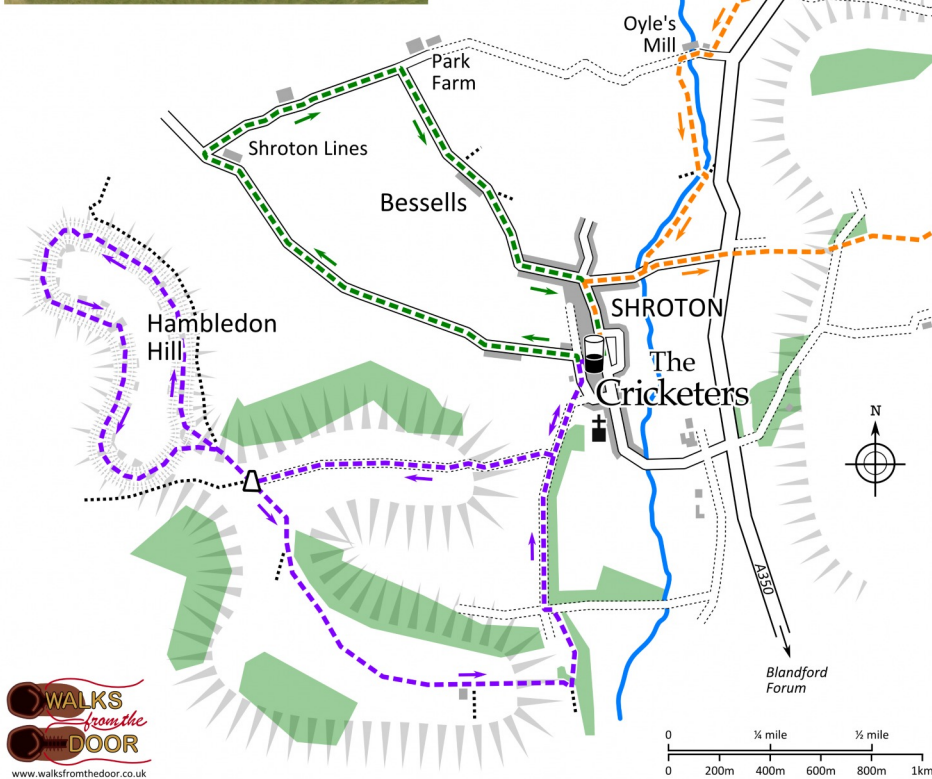 Oyle's
Mill
Park
Farm
Shroton Lines
Bessells
SHROTON
Hambledon
Hill
The
Cricketers
N
A350
Blandford
Forum
WALKS
from the
DOOR
www.walksfromthedoor.co.uk
0 ¼ mile ½ mile
0 200m 400m 600m 800m 1km